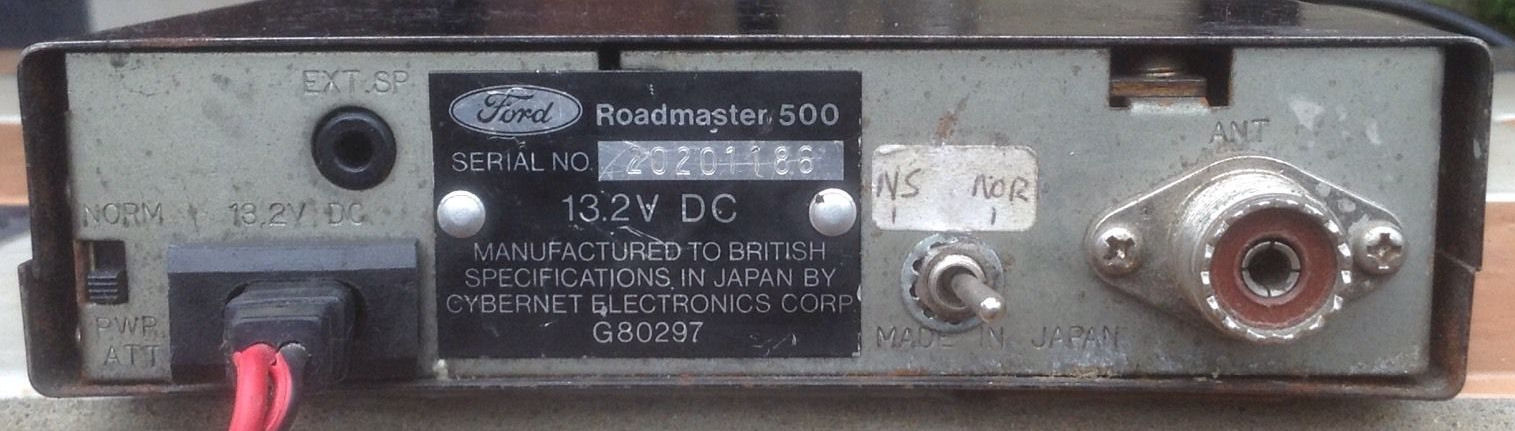 EXT. SP
NORM
13.2V DC
PWR
ATT
Ford Roadmaster 500
SERIAL NO. 20201186
13.2V DC
MANUFACTURED TO BRITISH
SPECIFICATIONS IN JAPAN BY
CYBERNET ELECTRONICS CORP
G80297
NS NOR
MADE IN JAPAN
ANT